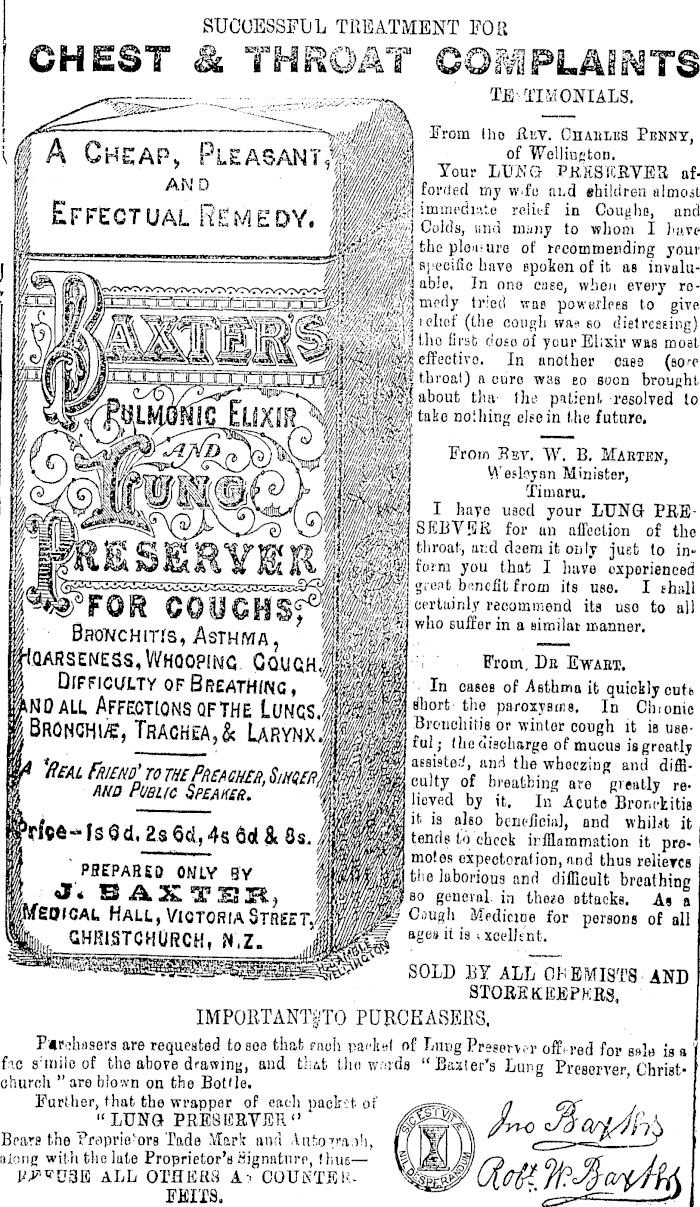 SUCCESSFUL TREATMENT FOR
CHEST & THROAT COMPLAINTS
A CHEAP, PLEASANT,
AND
EFFECTUAL REMEDY.
BAXTER'S
PULMONIC ELIXIR
AND
LUNG
PRESERVER
FOR COUGHS,
BRONCHITIS, ASTHMA,
HOARSENESS, WHOOPING COUGH.
DIFFICULTY OF BREATHING,
AND ALL AFFECTIONS OF THE LUNGS.
BRONCHIÆ, TRACHEA, & LARYNX.
A 'REAL FRIEND' TO THE PREACHER, SINGER
AND PUBLIC SPEAKER.
Price–1s 6d. 2s 6d, 4s 6d & 8s.
PREPARED ONLY BY
J. BAXTER,
MEDICAL HALL, VICTORIA STREET,
CHRISTCHURCH, N.Z.
WELLINGTON
TE TIMONIALS.
From the REV. CHARLES PENNY,
of Wellington.
Your LUNG PRESERVER af-
forded my wife and children almost
immediate relief in Coughs, and
Colds, and many to whom I have
the pleasure of recommending your
specific have spoken of it as invalu-
able. In one case, when every re-
medy tried was powerless to give
relief (the cough was so distressing)
the first dose of your Elixir was most
effective. In another case (sore
throat) a cure was so soon brought
about tha the patient resolved to
take nothing else in the future.
From REV. W. B. MARTEN,
Wesleyan Minister,
Timaru.
I have used your LUNG PRE-
SERVER for an affection of the
throat, and deem it only just to in-
form you that I have experienced
great benefit from its use. I shall
certainly recommend its use to all
who suffer in a similar manner.
From DR EWART.
In cases of Asthma it quickly cuts
short the paroxysms. In Chronic
Bronchitis or winter cough it is use-
ful; the discharge of mucus is greatly
assisted, and the wheezing and diffi-
culty of breathing are greatly re-
lieved by it. In Acute Bronchitis
it is also beneficial, and whilst it
tends to check inflammation it pro-
motes expectoration, and thus relieves
the laborious and difficult breathing
so general in these attacks. As a
Cough Medicine for persons of all
ages it is excellent.
SOLD BY ALL CHEMISTS AND
STOREKEEPERS,
IMPORTANT TO PURCHASERS.
Purchasers are requested to see that each packet of Lung Preserver offered for sale is a
fac simile of the above drawing, and that the words "Baxter's Lung Preserver, Christ-
church" are blown on the Bottle.
Further, that the wrapper of each packet of
"LUNG PRESERVER"
Bears the Proprietors Tade Mark and Autograph,
along with the late Proprietor's Signature, thus—
REFUSE ALL OTHERS AS COUNTER-
FEITS.
SIC EST VITÆ
NIL DESPERANDUM
Jno Baxter
Robt. W. Baxter